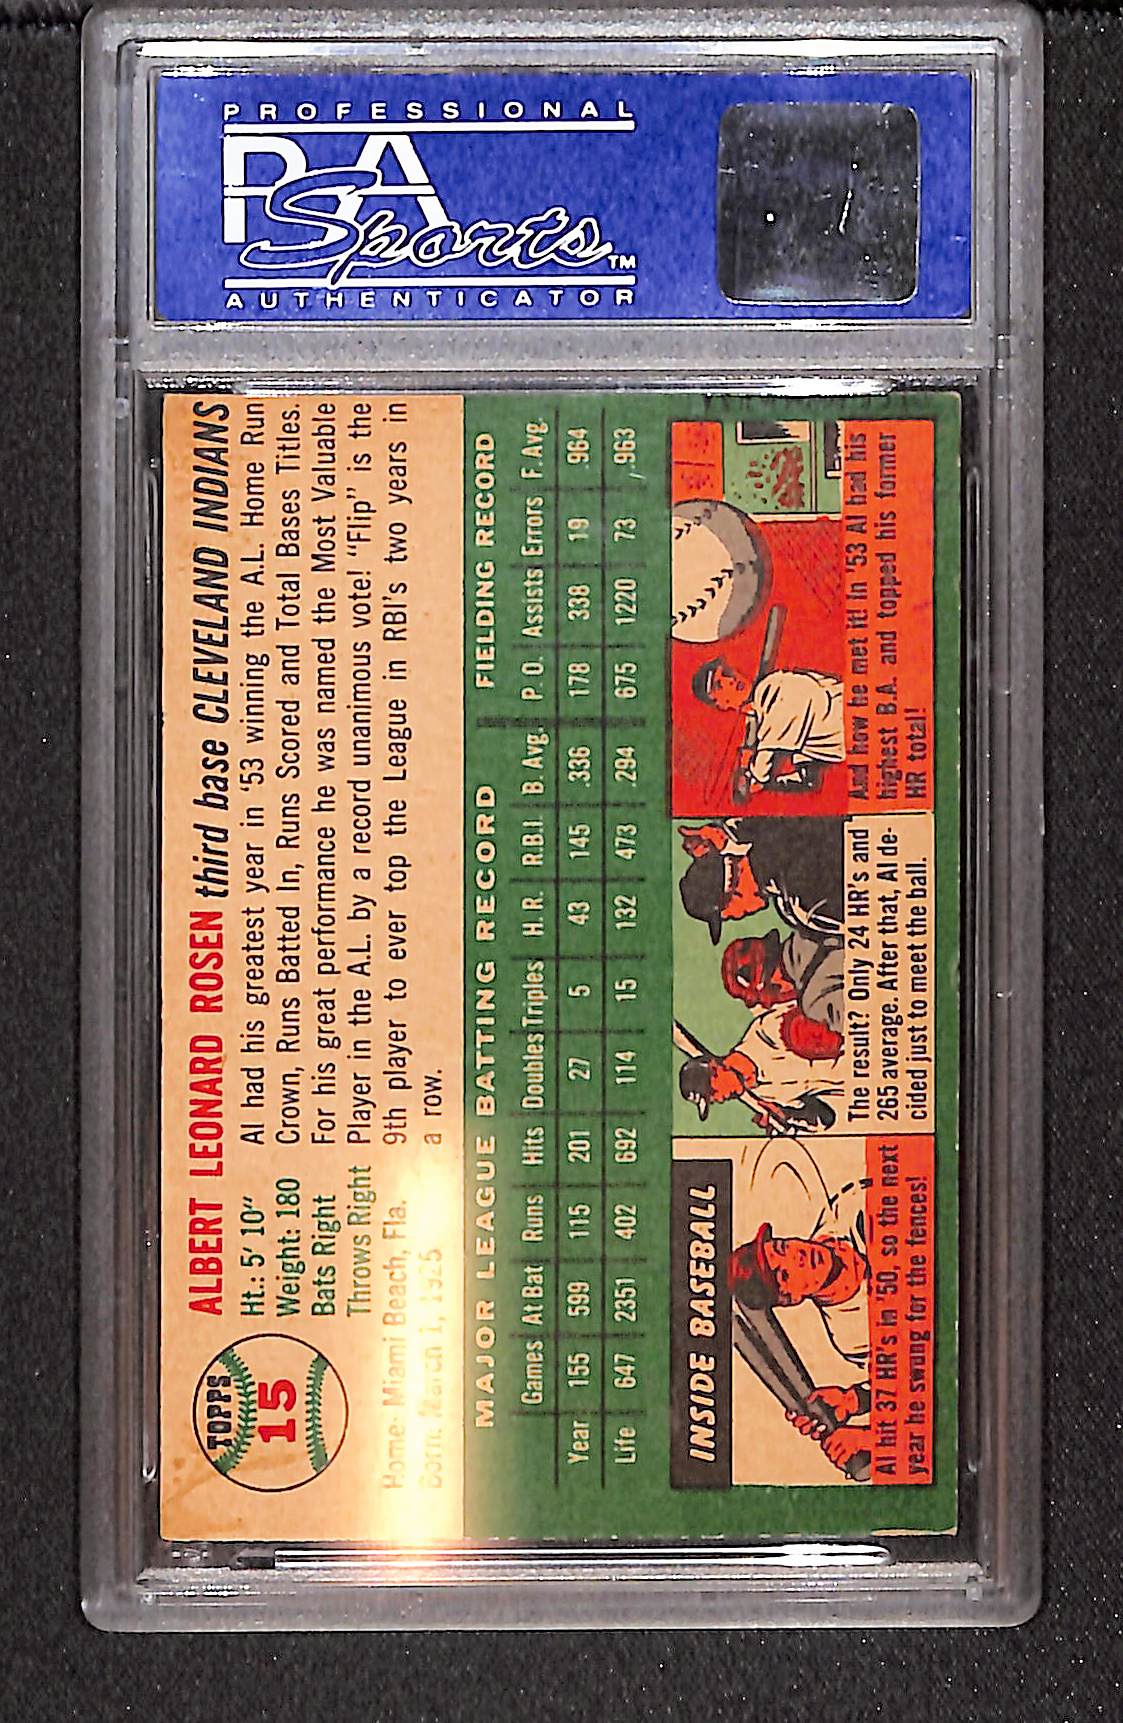 PROFESSIONAL
PSA
Sports™
AUTHENTICATOR
TOPPS
15
ALBERT LEONARD ROSEN third base CLEVELAND INDIANS
Ht.: 5' 10"
Weight: 180
Bats Right
Throws Right
Home: Miami Beach, Fla.
Born: March 1, 1925
Al had his greatest year in '53 winning the A.L. Home Run
Crown, Runs Batted In, Runs Scored and Total Bases Titles.
For his great performance he was named the Most Valuable
Player in the A.L. by a record unanimous vote! "Flip" is the
9th player to ever top the League in RBI's two years in
a row.
MAJOR LEAGUE BATTING RECORD FIELDING RECORD
Games At Bat Runs Hits Doubles Triples H. R. R.B.I. B. Avg. P. O. Assists Errors F. Avg.
Year 155 599 115 201 27 5 43 145 .336 178 338 19 .964
Life 647 2351 402 692 114 15 132 473 .294 675 1220 73 .963
INSIDE BASEBALL
Al hit 37 HR's in '50, so the next
year he swung for the fences!
The result? Only 24 HR's and
265 average. After that, Al de-
cided just to meet the ball.
And how he met it! In '53 Al had his
highest B.A. and topped his former
HR total!